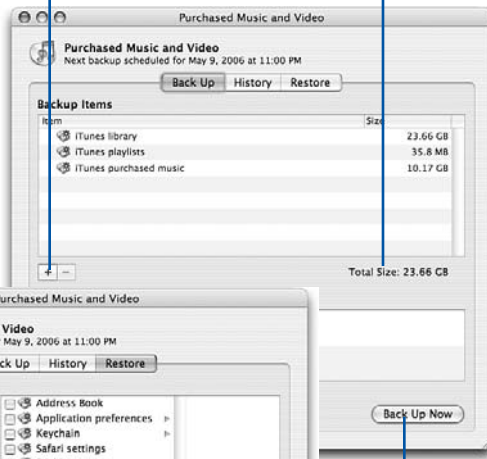 Purchased Music and Video
Purchased Music and Video
Next backup scheduled for May 9, 2006 at 11:00 PM
Back Up History Restore
Backup Items
Item Size
iTunes library 23.66 GB
iTunes playlists 35.8 MB
iTunes purchased music 10.17 GB
+ − Total Size: 23.66 GB
Back Up Now
urchased Music and Video
Video
May 9, 2006 at 11:00 PM
ck Up History Restore
Address Book
Application preferences
Keychain
Safari settings